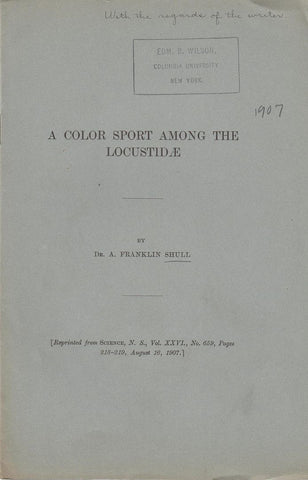 With the regards of the writer
EDM. B. WILSON,
COLUMBIA UNIVERSITY
NEW YORK.
1907
A COLOR SPORT AMONG THE
LOCUSTIDÆ
BY
DR. A. FRANKLIN SHULL
[Reprinted from SCIENCE, N. S., Vol. XXVI., No. 659, Pages
218-219, August 16, 1907.]